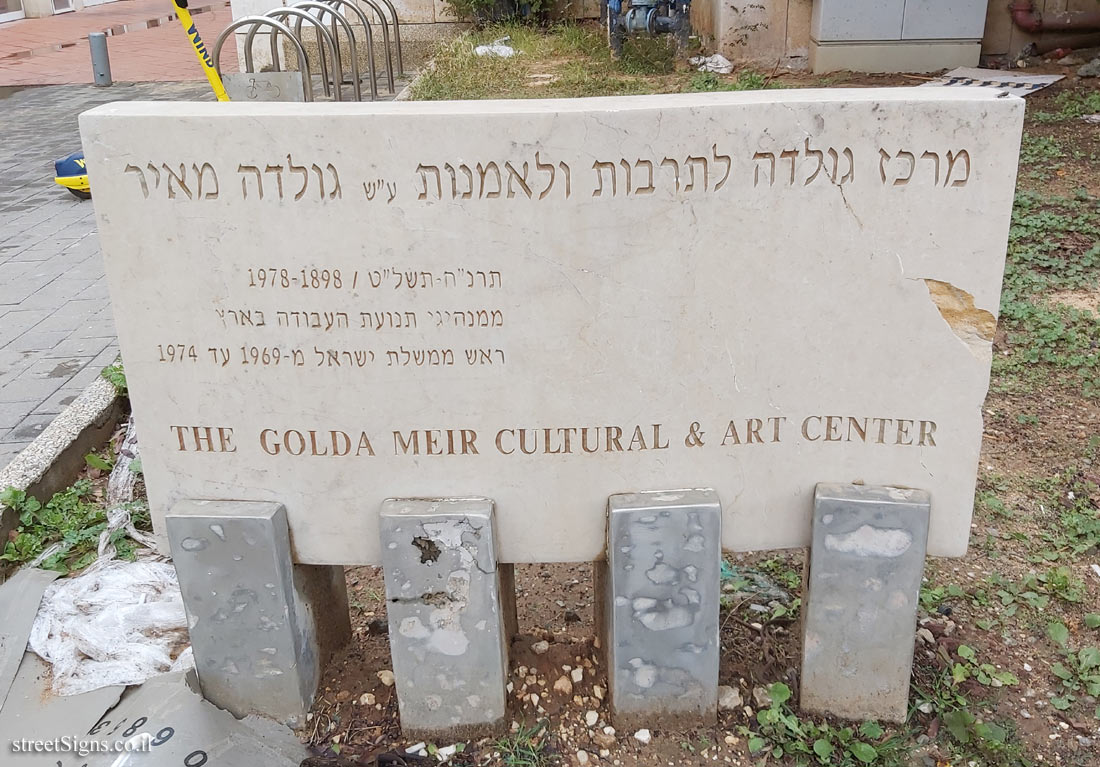 WIND
מרכז גולדה לתרבות ולאמנות ע"ש גולדה מאיר
תרנ"ה-תשל"ט / 1978-1898
ממנהיגי תנועת העבודה בארץ
ראש ממשלת ישראל מ-1969 עד 1974
THE GOLDA MEIR CULTURAL & ART CENTER
streetSigns.co.il